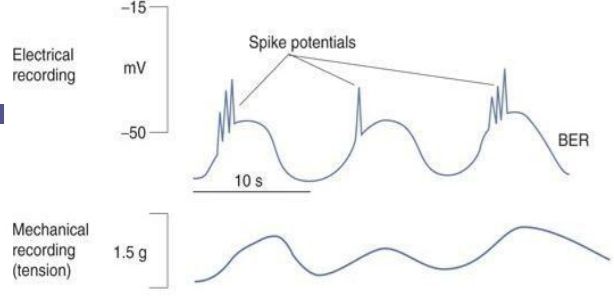 −15
Electrical
recording
mV
Spike potentials
−50
BER
10 s
Mechanical
recording
(tension)
1.5 g